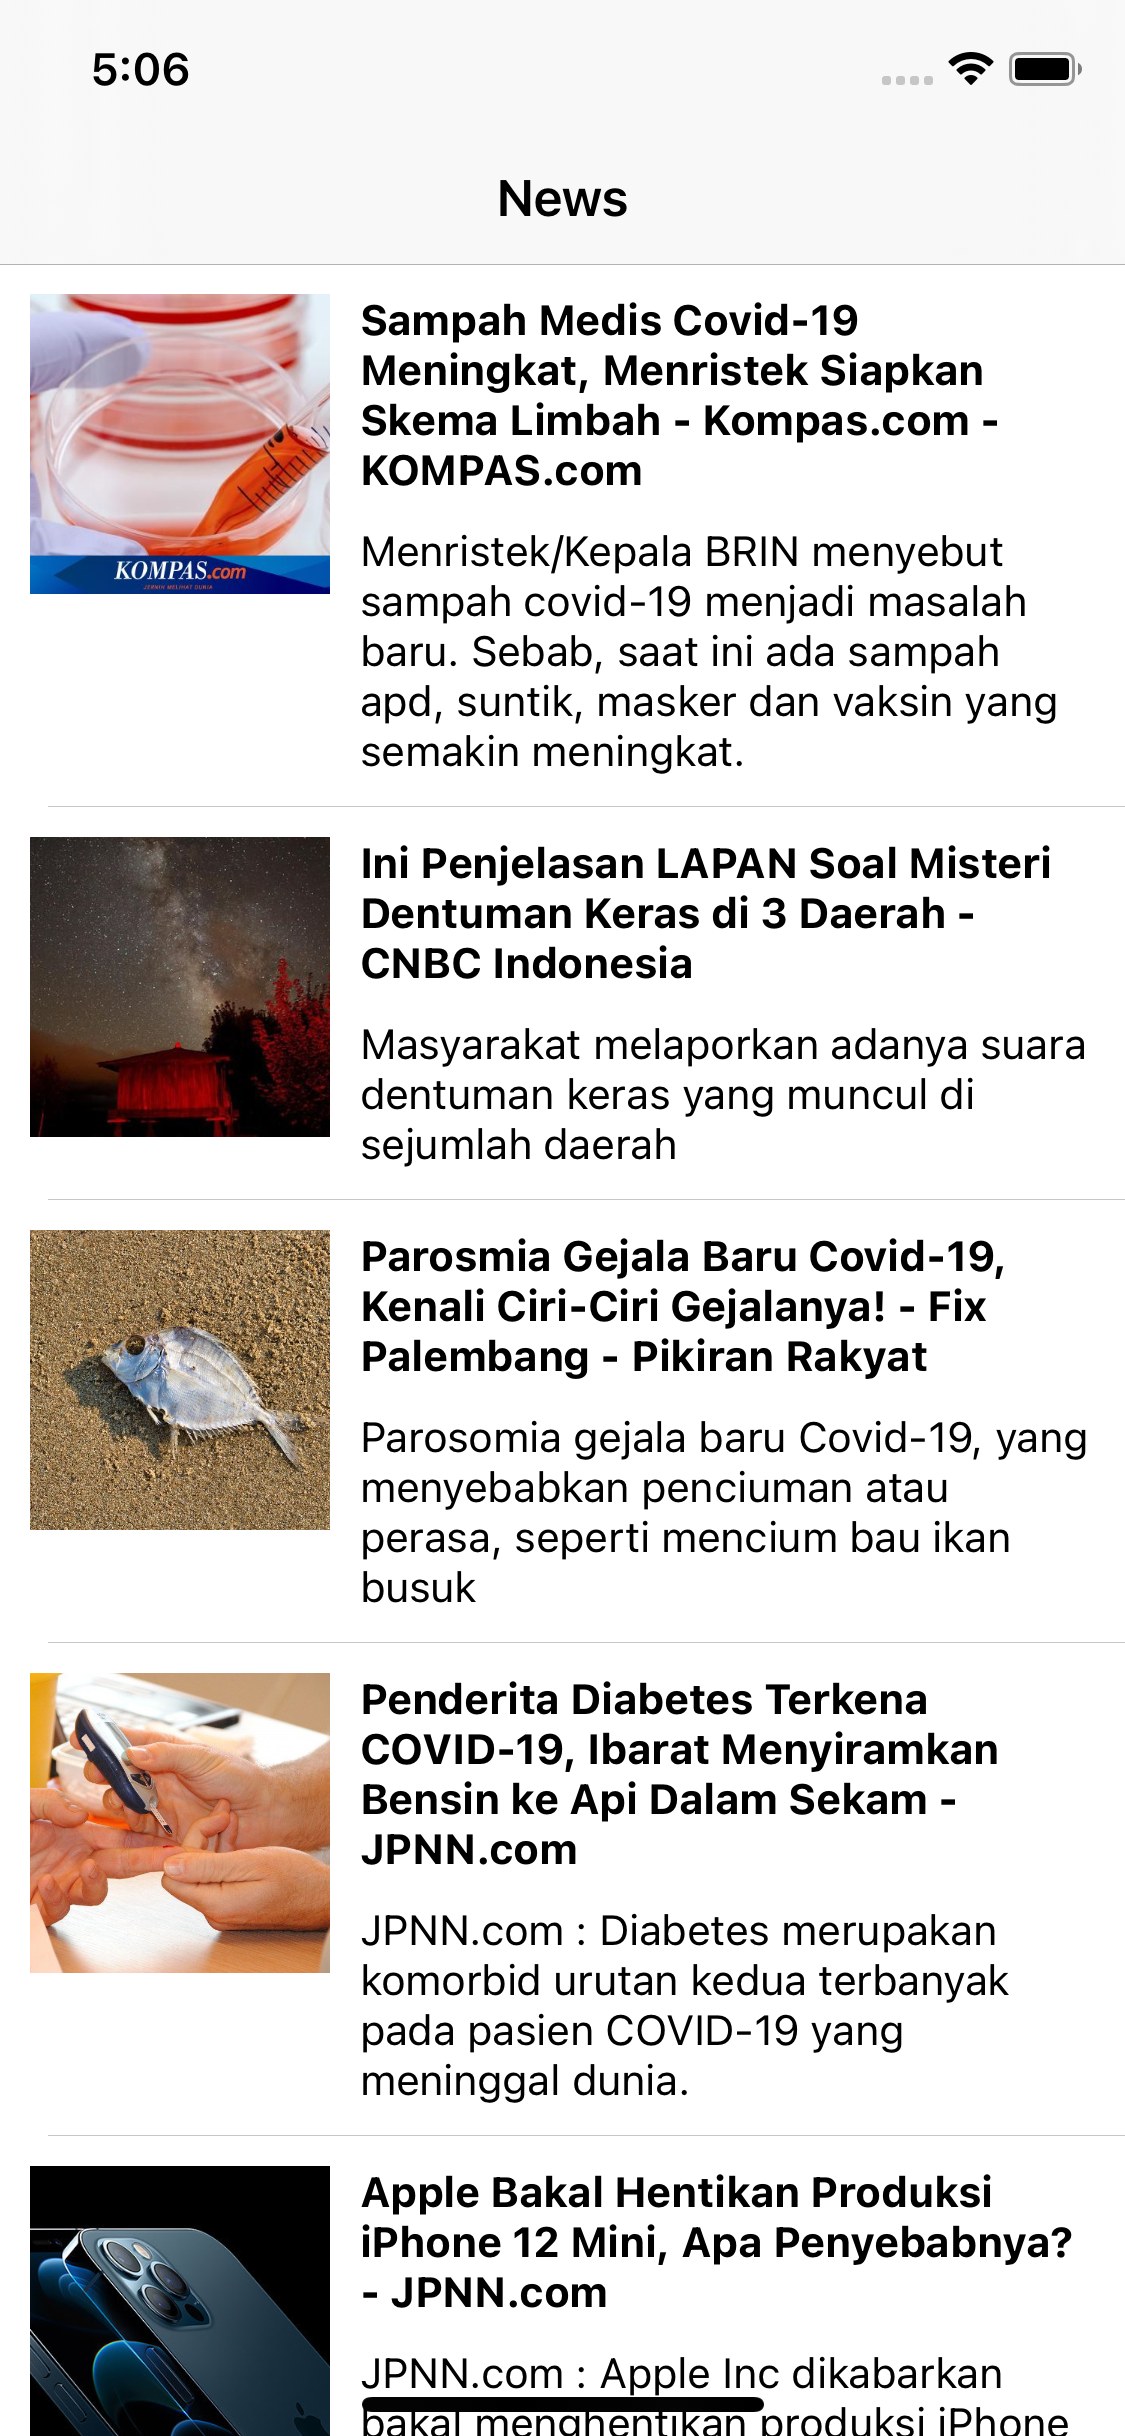 5:06
News
Sampah Medis Covid-19
Meningkat, Menristek Siapkan
Skema Limbah - Kompas.com -
KOMPAS.com
KOMPAS.com
JERNIH MELIHAT DUNIA
Menristek/Kepala BRIN menyebut
sampah covid-19 menjadi masalah
baru. Sebab, saat ini ada sampah
apd, suntik, masker dan vaksin yang
semakin meningkat.
Ini Penjelasan LAPAN Soal Misteri
Dentuman Keras di 3 Daerah -
CNBC Indonesia
Masyarakat melaporkan adanya suara
dentuman keras yang muncul di
sejumlah daerah
Parosmia Gejala Baru Covid-19,
Kenali Ciri-Ciri Gejalanya! - Fix
Palembang - Pikiran Rakyat
Parosomia gejala baru Covid-19, yang
menyebabkan penciuman atau
perasa, seperti mencium bau ikan
busuk
Penderita Diabetes Terkena
COVID-19, Ibarat Menyiramkan
Bensin ke Api Dalam Sekam -
JPNN.com
JPNN.com : Diabetes merupakan
komorbid urutan kedua terbanyak
pada pasien COVID-19 yang
meninggal dunia.
Apple Bakal Hentikan Produksi
iPhone 12 Mini, Apa Penyebabnya?
- JPNN.com
JPNN.com : Apple Inc dikabarkan
bakal menghentikan produksi iPhone